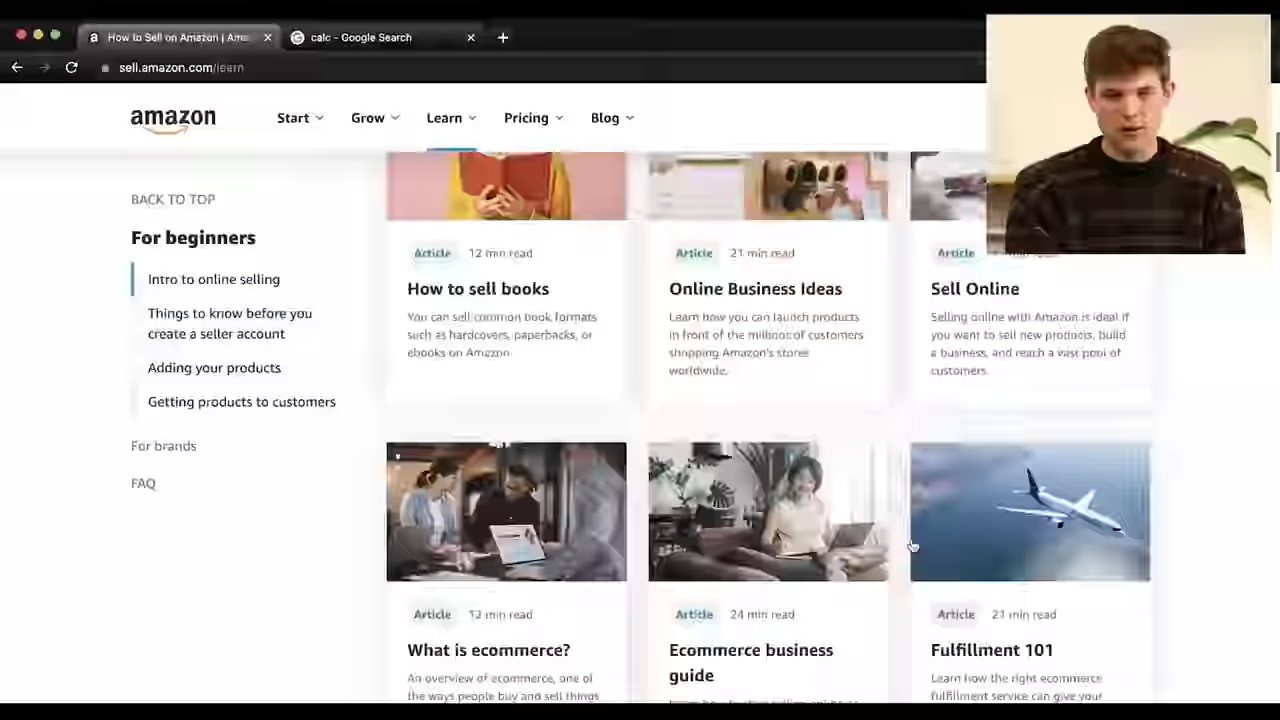 How to Sell on Amazon | Ama
calc - Google Search
sell.amazon.com/learn
amazon
Start
Grow
Learn
Pricing
Blog
BACK TO TOP
For beginners
Intro to online selling
Things to know before you
create a seller account
Adding your products
Getting products to customers
For brands
FAQ
Article 12 min read
How to sell books
You can sell common book formats
such as hardcovers, paperbacks, or
ebooks on Amazon
Article 21 min read
Online Business Ideas
Learn how you can launch products
in front of the millions of customers
shopping Amazon's stores
worldwide.
Article
Sell Online
Selling online with Amazon is ideal if
you want to sell new products, build
a business, and reach a vast pool of
customers.
Article 12 min read
What is ecommerce?
An overview of ecommerce, one of
the ways people buy and sell things
Article 24 min read
Ecommerce business
guide
Article 21 min read
Fulfillment 101
Learn how the right ecommerce
fulfillment service can give your